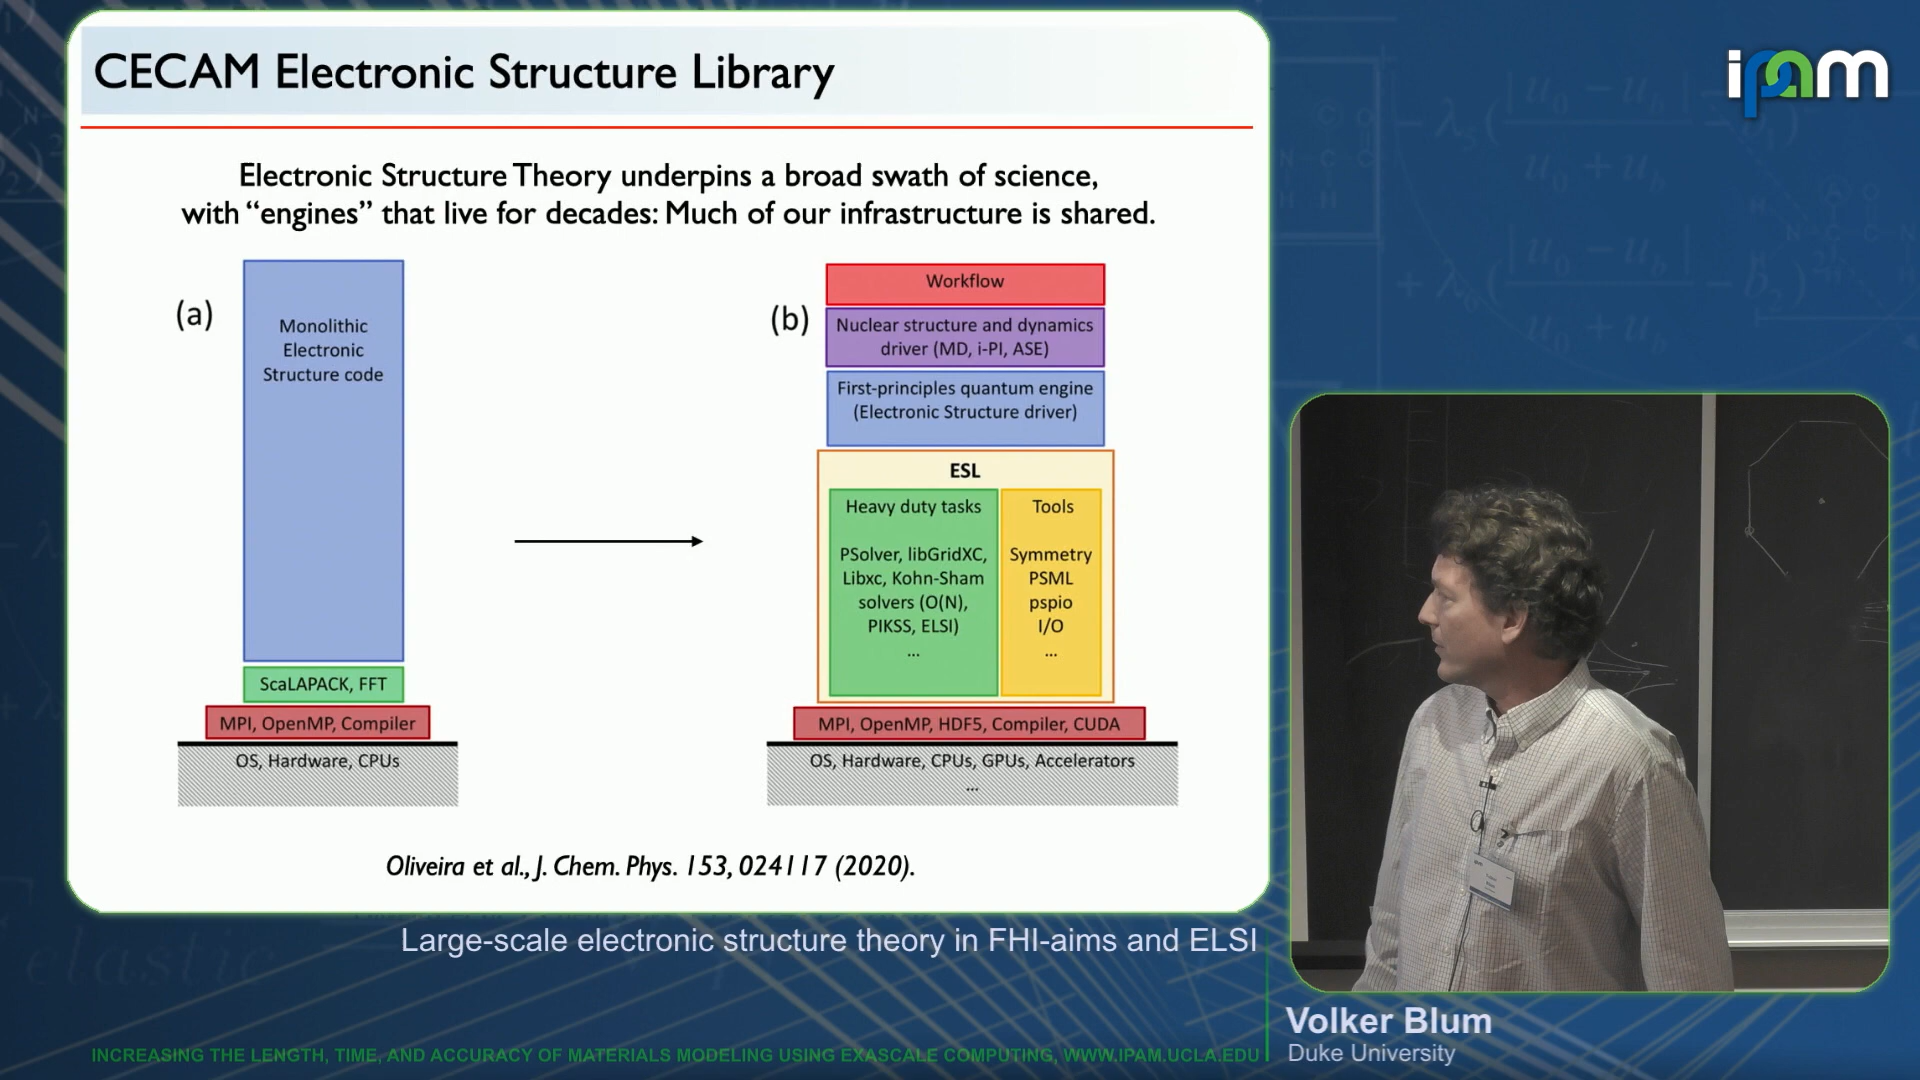 CECAM Electronic Structure Library
ipam
Electronic Structure Theory underpins a broad swath of science,
with “engines” that live for decades: Much of our infrastructure is shared.
(a)
Monolithic
Electronic
Structure code
ScaLAPACK, FFT
MPI, OpenMP, Compiler
OS, Hardware, CPUs
(b)
Workflow
Nuclear structure and dynamics
driver (MD, i-PI, ASE)
First-principles quantum engine
(Electronic Structure driver)
ESL
Heavy duty tasks
PSolver, libGridXC,
Libxc, Kohn-Sham
solvers (O(N),
PIKSS, ELSI)
...
Tools
Symmetry
PSML
pspio
I/O
...
MPI, OpenMP, HDF5, Compiler, CUDA
OS, Hardware, CPUs, GPUs, Accelerators
...
Oliveira et al., J. Chem. Phys. 153, 024117 (2020).
Large-scale electronic structure theory in FHI-aims and ELSI
Volker Blum
Duke University
INCREASING THE LENGTH, TIME, AND ACCURACY OF MATERIALS MODELING USING EXASCALE COMPUTING, WWW.IPAM.UCLA.EDU
elastic